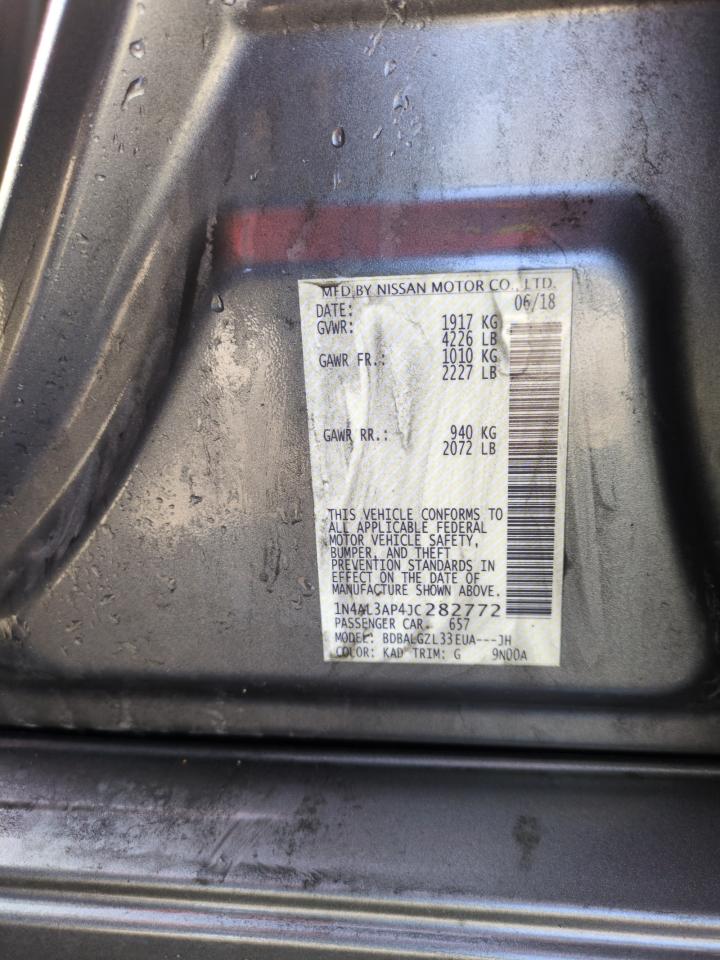 MFD.BY NISSAN MOTOR CO., LTD.
DATE: 06/18
GVWR: 1917 KG
4226 LB
GAWR FR.: 1010 KG
2227 LB
GAWR RR.: 940 KG
2072 LB
THIS VEHICLE CONFORMS TO
ALL APPLICABLE FEDERAL
MOTOR VEHICLE SAFETY,
BUMPER, AND THEFT
PREVENTION STANDARDS IN
EFFECT ON THE DATE OF
MANUFACTURE SHOWN ABOVE.
1N4AL3AP4JC282772
PASSENGER CAR. 657
MODEL: BDBALGZL33EUA---JH
COLOR: KAD TRIM: G 9N00A